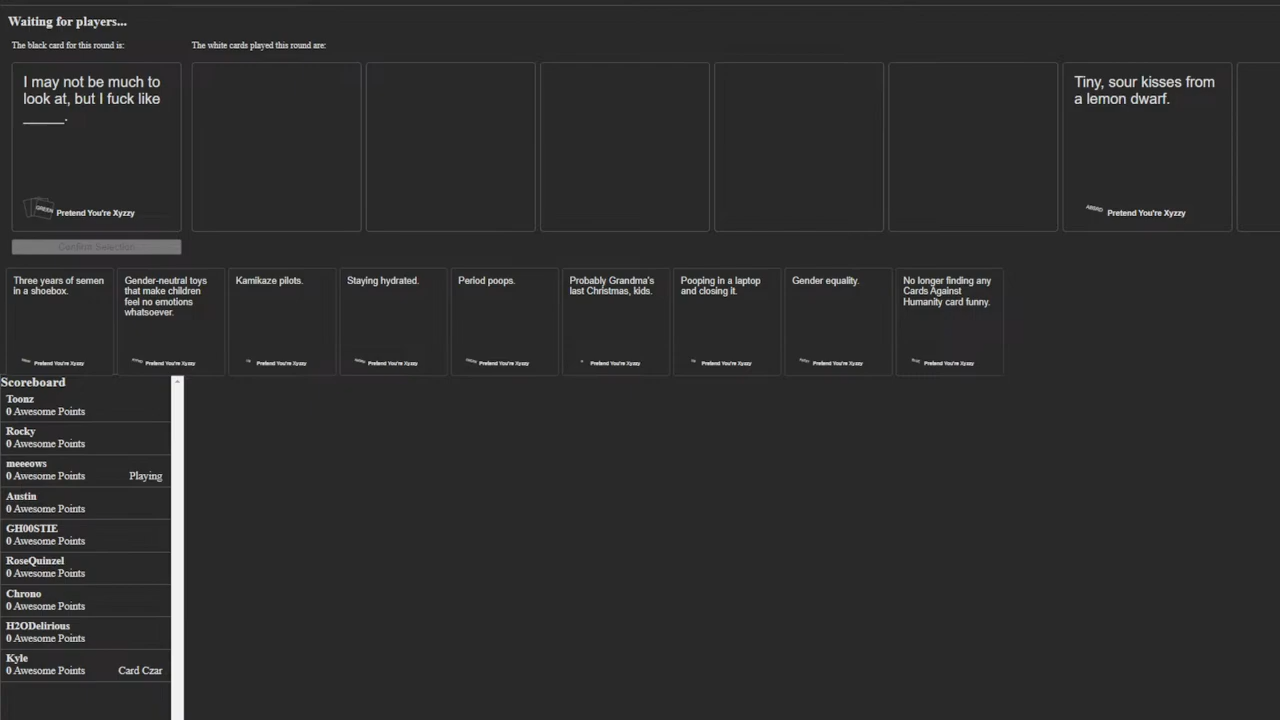 Waiting for players...
The black card for this round is:
The white cards played this round are:
I may not be much to
look at, but I fuck like
_____.
GREEN
Pretend You're Xyzzy
Tiny, sour kisses from
a lemon dwarf.
Pretend You're Xyzzy
Confirm Selection
Three years of semen
in a shoebox.
Pretend You're Xyzzy
Gender-neutral toys
that make children
feel no emotions
whatsoever.
Pretend You're Xyzzy
Kamikaze pilots.
Pretend You're Xyzzy
Staying hydrated.
Pretend You're Xyzzy
Period poops.
Pretend You're Xyzzy
Probably Grandma's
last Christmas, kids.
Pretend You're Xyzzy
Pooping in a laptop
and closing it.
Pretend You're Xyzzy
Gender equality.
Pretend You're Xyzzy
No longer finding any
Cards Against
Humanity card funny.
Pretend You're Xyzzy
Scoreboard
Toonz
0 Awesome Points
Rocky
0 Awesome Points
meeeows
0 Awesome Points Playing
Austin
0 Awesome Points
GH00STIE
0 Awesome Points
RoseQuinzel
0 Awesome Points
Chrono
0 Awesome Points
H2ODelirious
0 Awesome Points
Kyle
0 Awesome Points Card Czar